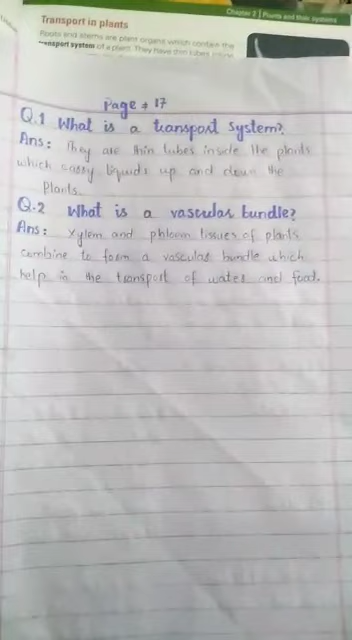 Chapter 2 | Plants and their systems
Transport in plants
Roots and stems are plant organs which contain the
transport system of a plant. They have thin tubes inside
Page # 17
Q.1 What is a transport system?
Ans: They are thin tubes inside the plants
which carry liquids up and down the
Plants.
Q.2 What is a vascular bundle?
Ans: Xylem and phloem tissues of plants
combine to form a vascular bundle which
help in the transport of water and food.